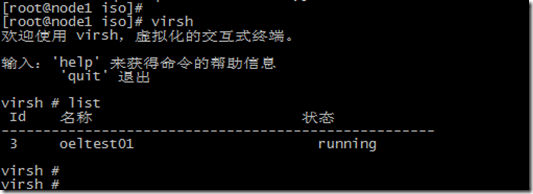 [root@node1 iso]#
[root@node1 iso]# virsh
欢迎使用 virsh，虚拟化的交互式终端。
输入：'help' 来获得命令的帮助信息
'quit' 退出
virsh # list
Id 名称 状态
----------------------------------------------------
3 oeltest01 running
virsh #
virsh #